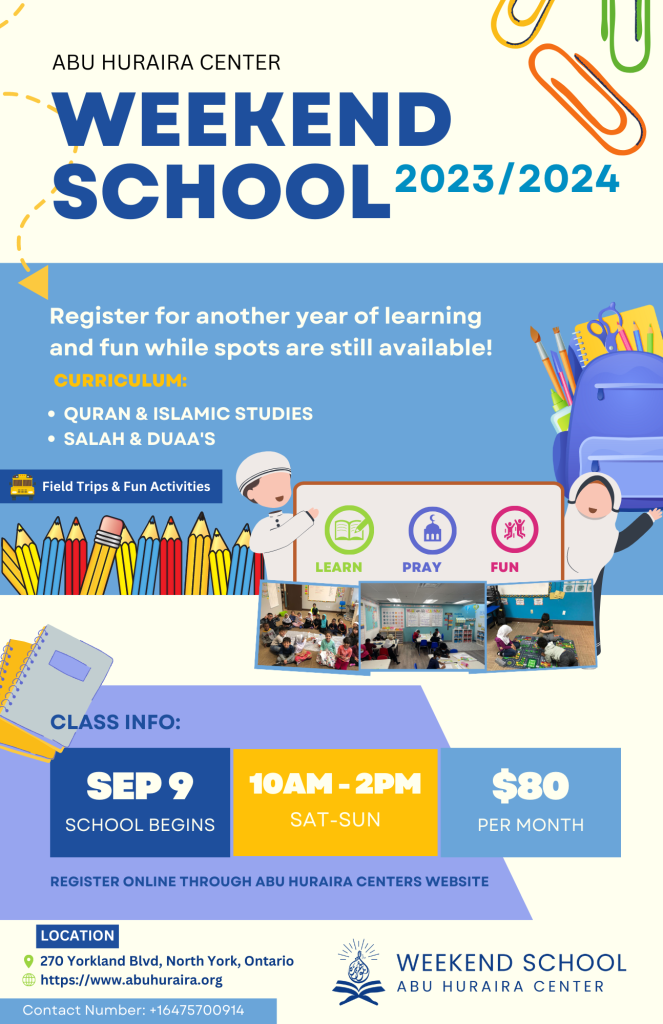 ABU HURAIRA CENTER
WEEKEND
SCHOOL 2023/2024
Register for another year of learning
and fun while spots are still available!
CURRICULUM:
• QURAN & ISLAMIC STUDIES
• SALAH & DUAA'S
Field Trips & Fun Activities
LEARN PRAY FUN
CLASS INFO:
SEP 9
SCHOOL BEGINS
10AM - 2PM
SAT-SUN
$80
PER MONTH
REGISTER ONLINE THROUGH ABU HURAIRA CENTERS WEBSITE
LOCATION
270 Yorkland Blvd, North York, Ontario
https://www.abuhuraira.org
Contact Number: +16475700914
WEEKEND SCHOOL
ABU HURAIRA CENTER